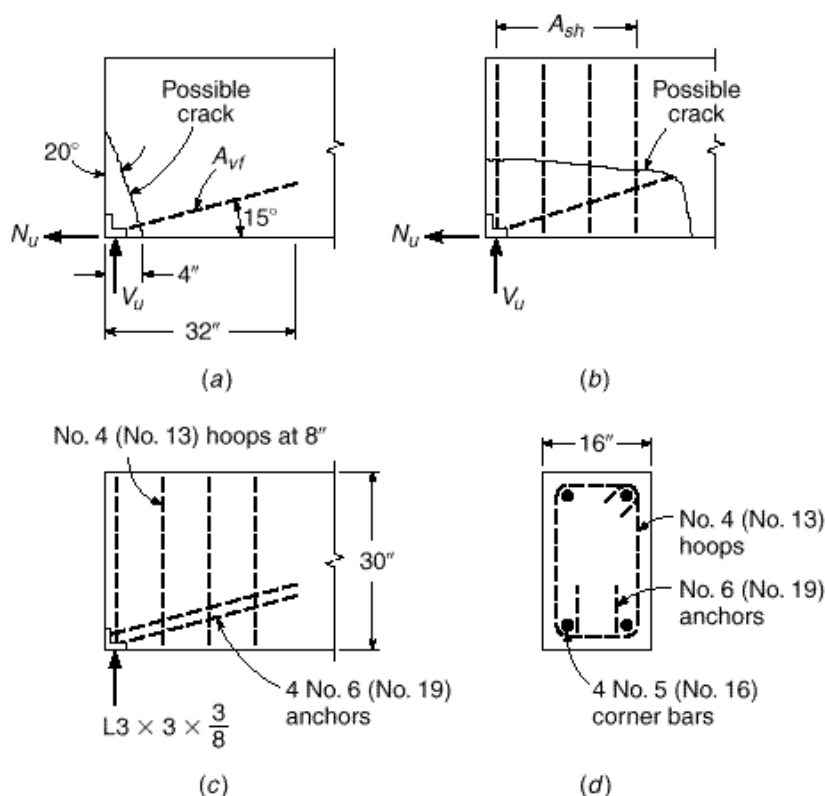 A_sh
Possible
crack
Possible
crack
20°
A_vf
15°
N_u
N_u
4″
V_u
V_u
32″
(a)
(b)
No. 4 (No. 13) hoops at 8″
16″
30″
No. 4 (No. 13)
hoops
No. 6 (No. 19)
anchors
4 No. 6 (No. 19)
anchors
4 No. 5 (No. 16)
corner bars
L3 × 3 × 3/8
(c)
(d)